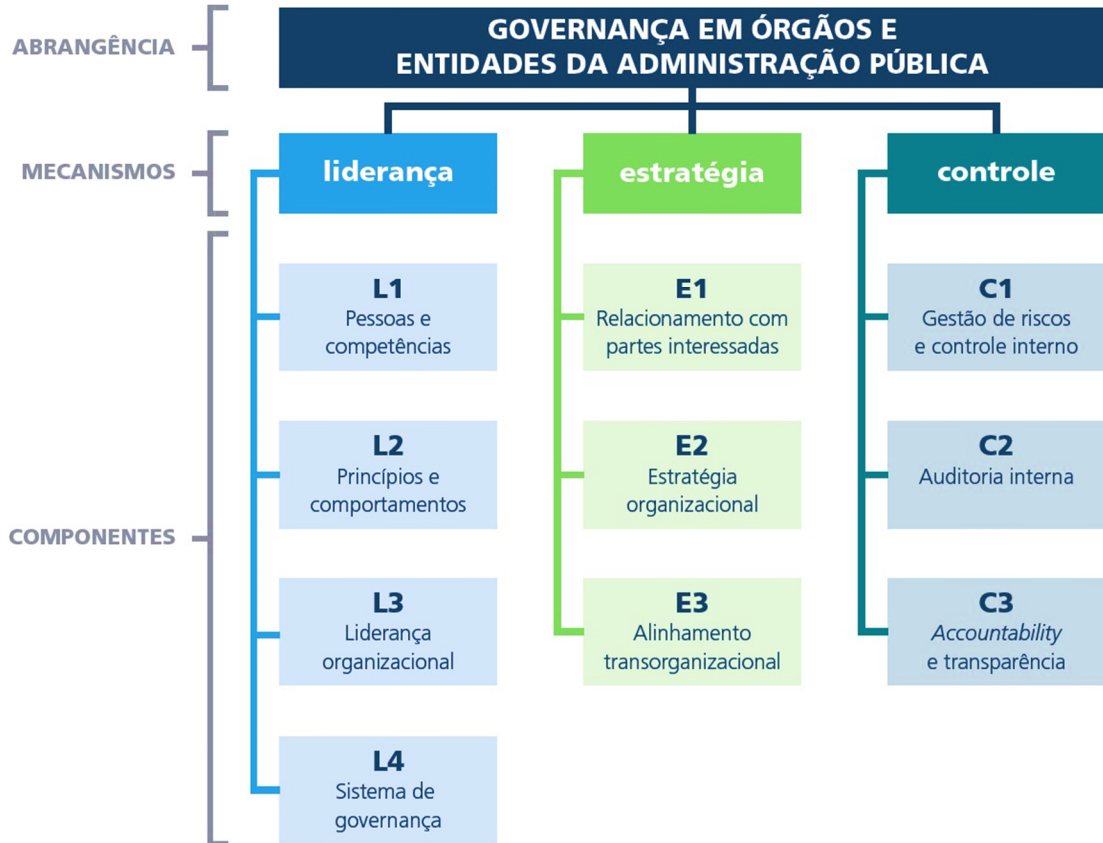 ABRANGÊNCIA
GOVERNANÇA EM ÓRGÃOS E
ENTIDADES DA ADMINISTRAÇÃO PÚBLICA
MECANISMOS
liderança
estratégia
controle
COMPONENTES
L1
Pessoas e
competências
L2
Princípios e
comportamentos
L3
Liderança
organizacional
L4
Sistema de
governança
E1
Relacionamento com
partes interessadas
E2
Estratégia
organizacional
E3
Alinhamento
transorganizacional
C1
Gestão de riscos
e controle interno
C2
Auditoria interna
C3
Accountability
e transparência